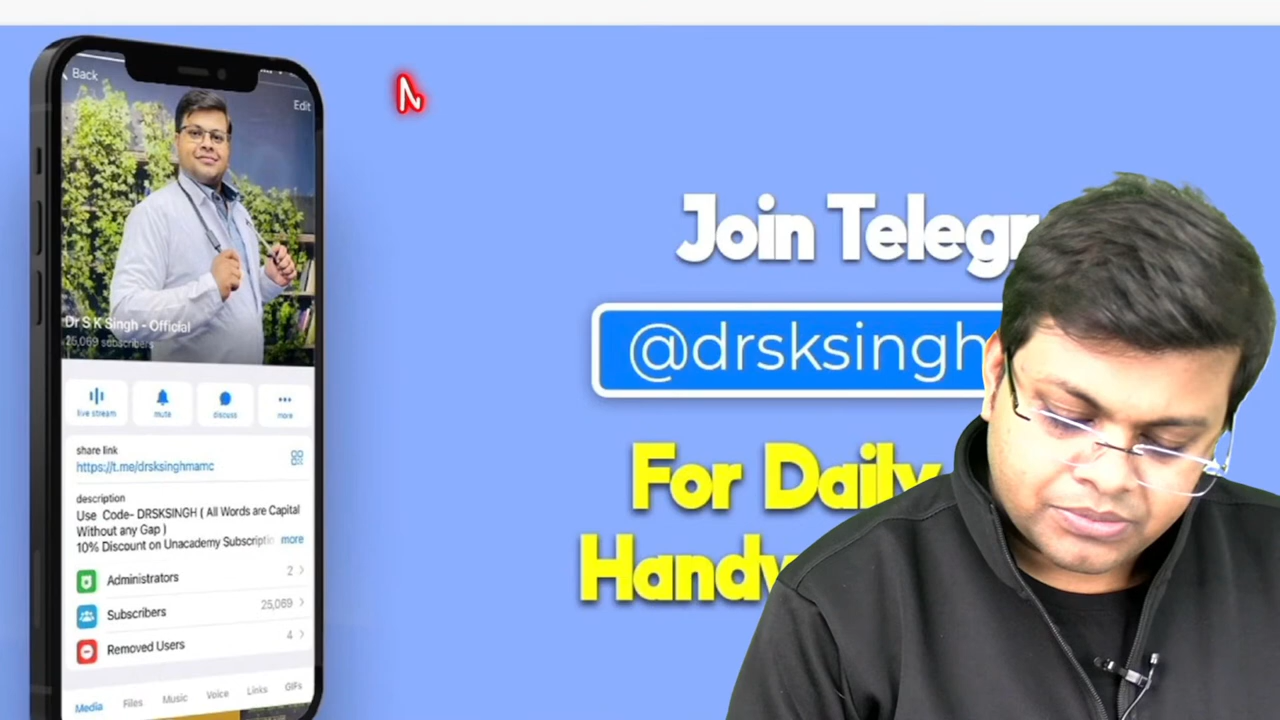 Back
Edit
Dr S K Singh - Official
25,069 subscribers
live stream
mute
discuss
more
share link
https://t.me/drsksinghmamc
description
Use Code- DRSKSINGH ( All Words are Capital
Without any Gap )
10% Discount on Unacademy Subscriptio more
Administrators 2
Subscribers 25,069
Removed Users 4
Media Files Music Voice Links GIFs
Join Telegr
@drsksingh
For Daily
Handw